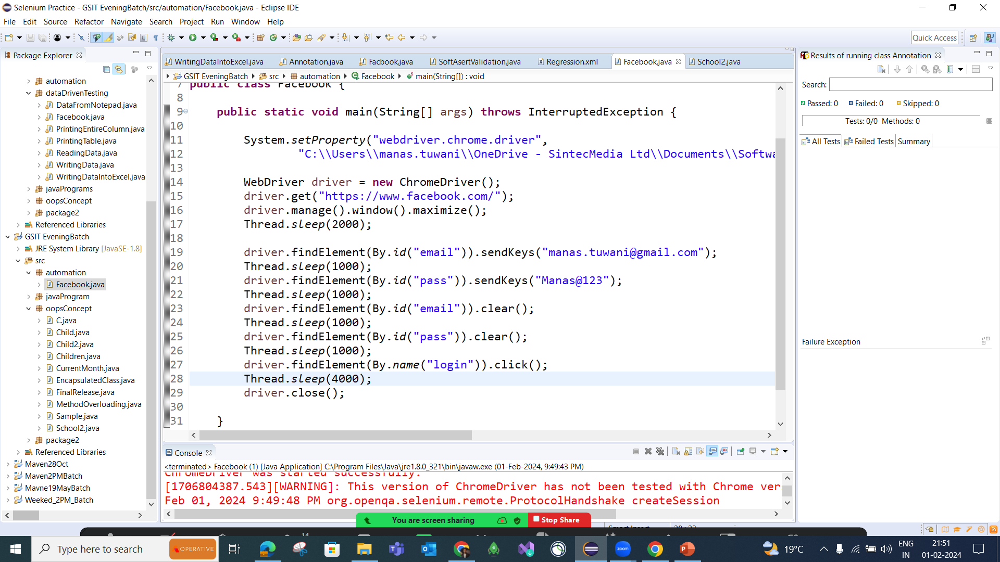 Selenium Practice - GSIT EveningBatch/src/automation/Facebook.java - Eclipse IDE
File Edit Source Refactor Navigate Search Project Run Window Help
Quick Access
Package Explorer
automation
dataDrivenTesting
DataFromNotepad.java
Facebook.java
PrintingEntireColumn.java
PrintingTable.java
ReadingData.java
WritingData.java
WritingDataIntoExcel.java
javaPrograms
oopsConcept
package2
Referenced Libraries
GSIT EveningBatch
JRE System Library [JavaSE-1.8]
src
automation
Facebook.java
javaProgram
oopsConcept
C.java
Child.java
Child2.java
Children.java
CurrentMonth.java
EncapsulatedClass.java
FinalRelease.java
MethodOverloading.java
Sample.java
School2.java
package2
Referenced Libraries
Maven28Oct
Maven2PMBatch
Mavne19MayBatch
Weeked_2PM_Batch
WritingDataIntoExcel.java Annotation.java Facbook.java SoftAsertValidation.java Regression.xml Facebook.java School2.java
GSIT EveningBatch src automation Facebook main(String[]) : void
7 public class Facebook {
8
9 public static void main(String[] args) throws InterruptedException {
10
11 System.setProperty("webdriver.chrome.driver",
12 "C:\\Users\\manas.tuwani\\OneDrive - SintecMedia Ltd\\Documents\\Softwa
13
14 WebDriver driver = new ChromeDriver();
15 driver.get("https://www.facebook.com/");
16 driver.manage().window().maximize();
17 Thread.sleep(2000);
18
19 driver.findElement(By.id("email")).sendKeys("manas.tuwani@gmail.com");
20 Thread.sleep(1000);
21 driver.findElement(By.id("pass")).sendKeys("Manas@123");
22 Thread.sleep(1000);
23 driver.findElement(By.id("email")).clear();
24 Thread.sleep(1000);
25 driver.findElement(By.id("pass")).clear();
26 Thread.sleep(1000);
27 driver.findElement(By.name("login")).click();
28 Thread.sleep(4000);
29 driver.close();
30
31 }
Console
<terminated> Facebook (1) [Java Application] C:\Program Files\Java\jre1.8.0_321\bin\javaw.exe (01-Feb-2024, 9:49:43 PM)
ChromeDriver was started successfully.
[1706804387.543][WARNING]: This version of ChromeDriver has not been tested with Chrome ver
Feb 01, 2024 9:49:48 PM org.openqa.selenium.remote.ProtocolHandshake createSession
Results of running class Annotation
Search:
Passed: 0 Failed: 0 Skipped: 0
Tests: 0/0 Methods: 0
All Tests Failed Tests Summary
Failure Exception
You are screen sharing Stop Share
14
Type here to search
OPERATIVE
zoom
19°C
ENG
IN
21:51
01-02-2024